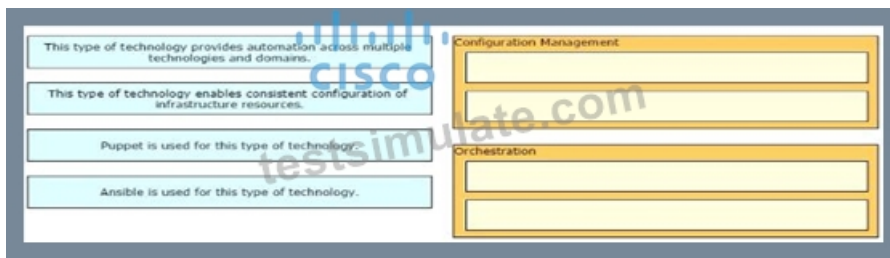 This type of technology provides automation across multiple
technologies and domains.
This type of technology enables consistent configuration of
infrastructure resources.
Puppet is used for this type of technology.
Ansible is used for this type of technology.
Configuration Management
Orchestration
CISCO
testsimulate.com